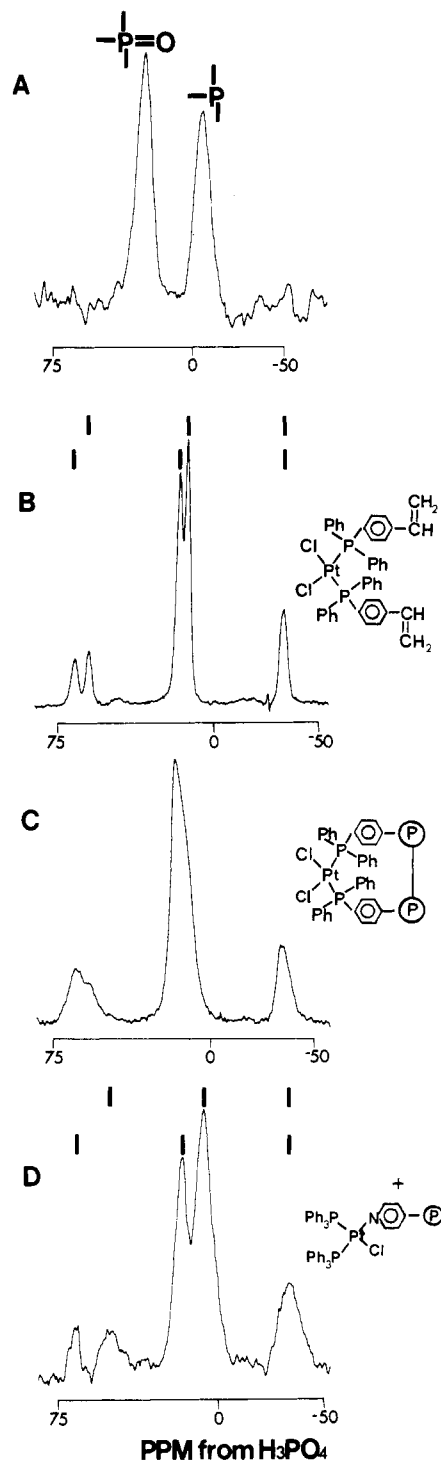 A
P=O
P
75 0 -50
B
CH₂
Ph CH
Cl P
Pt Ph
Cl Ph
P
Ph CH
CH₂
75 0 -50
C
Ph P
Cl P Ph
Pt
Cl Ph
P
Ph P
75 0 -50
D
+
Ph₃P N P
Pt
Ph₃P Cl
75 0 -50
PPM from H₃PO₄